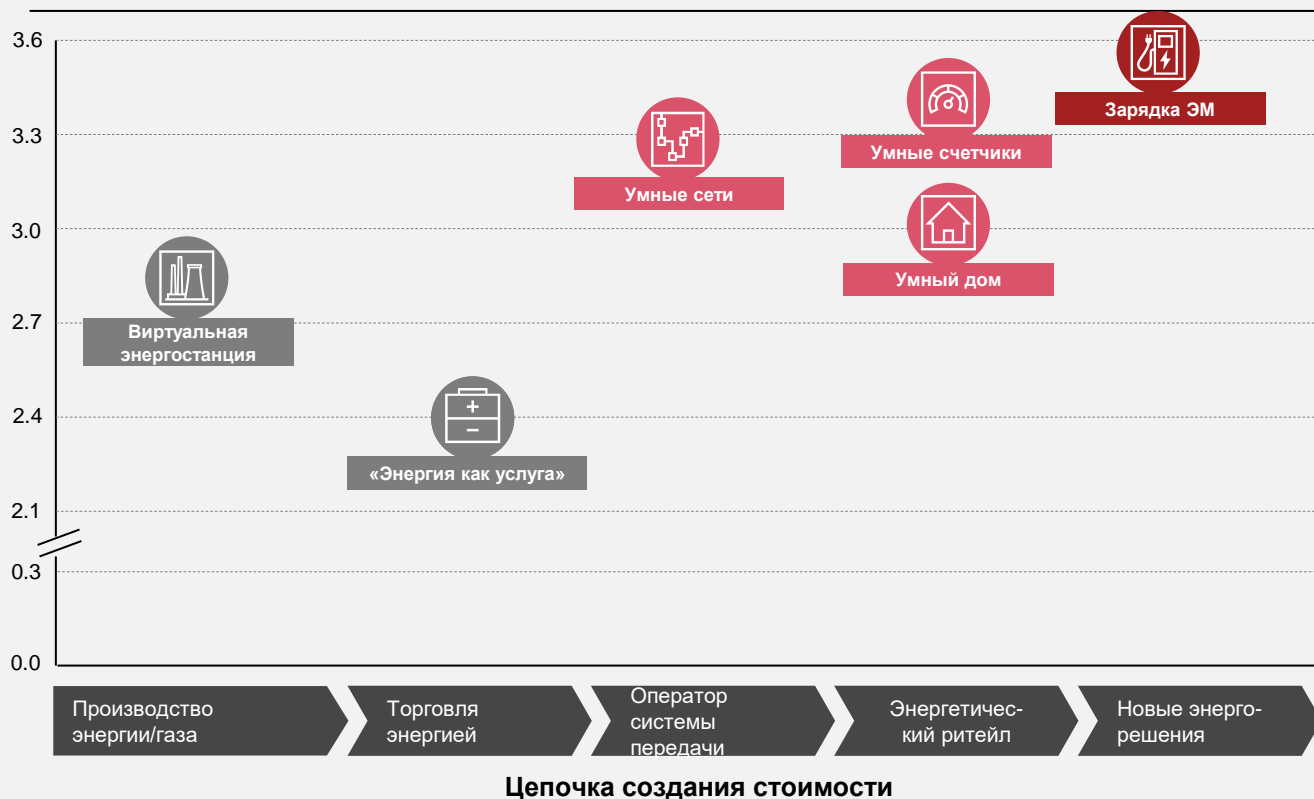 3.6
Зарядка ЭМ
3.3
Умные счетчики
Умные сети
3.0
Умный дом
2.7
Виртуальная
энергостанция
2.4
«Энергия как услуга»
2.1
0.3
0.0
Производство
энергии/газа
Торговля
энергией
Оператор
системы
передачи
Энергетичес-
кий ритейл
Новые энерго-
решения
Цепочка создания стоимости